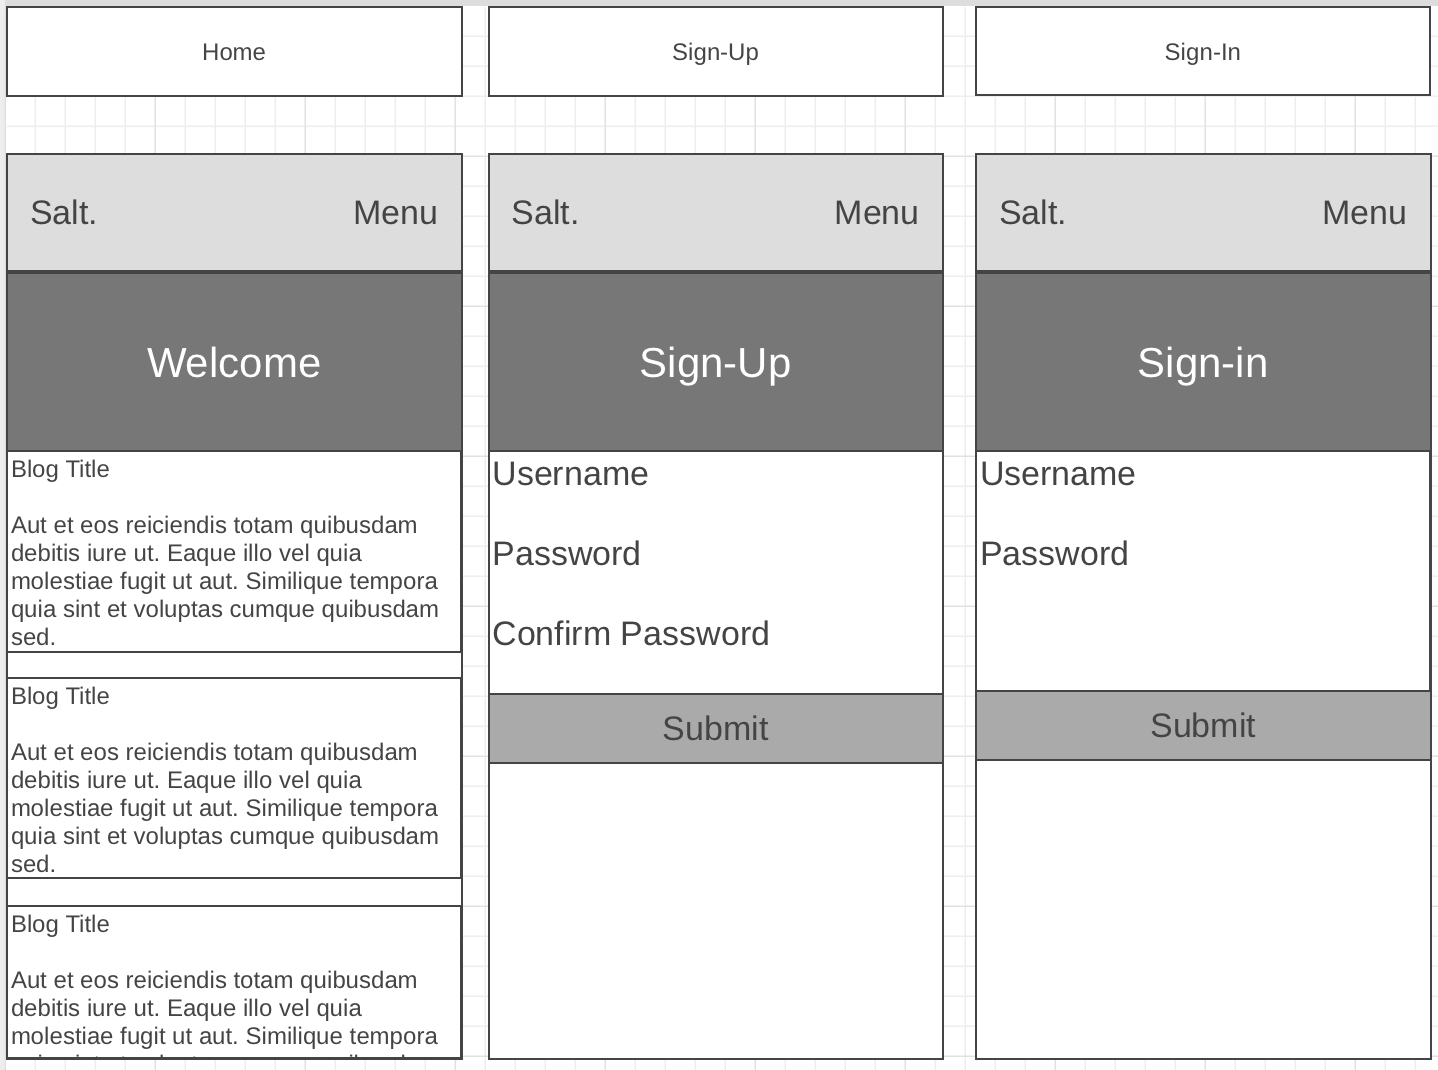 Home
Sign-Up
Sign-In
Salt.
Menu
Welcome
Blog Title
Aut et eos reiciendis totam quibusdam
debitis iure ut. Eaque illo vel quia
molestiae fugit ut aut. Similique tempora
quia sint et voluptas cumque quibusdam
sed.
Blog Title
Aut et eos reiciendis totam quibusdam
debitis iure ut. Eaque illo vel quia
molestiae fugit ut aut. Similique tempora
quia sint et voluptas cumque quibusdam
sed.
Blog Title
Aut et eos reiciendis totam quibusdam
debitis iure ut. Eaque illo vel quia
molestiae fugit ut aut. Similique tempora
Salt.
Menu
Sign-Up
Username
Password
Confirm Password
Submit
Salt.
Menu
Sign-in
Username
Password
Submit